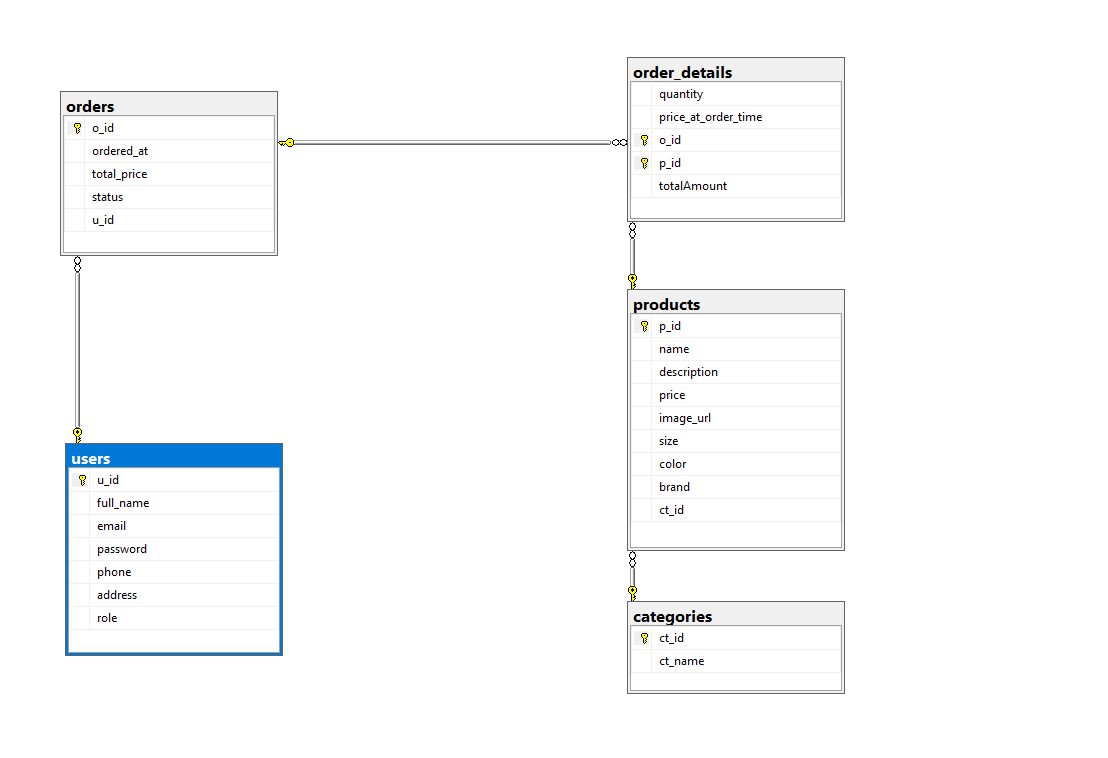 orders
o_id
ordered_at
total_price
status
u_id
order_details
quantity
price_at_order_time
o_id
p_id
totalAmount
users
u_id
full_name
email
password
phone
address
role
products
p_id
name
description
price
image_url
size
color
brand
ct_id
categories
ct_id
ct_name